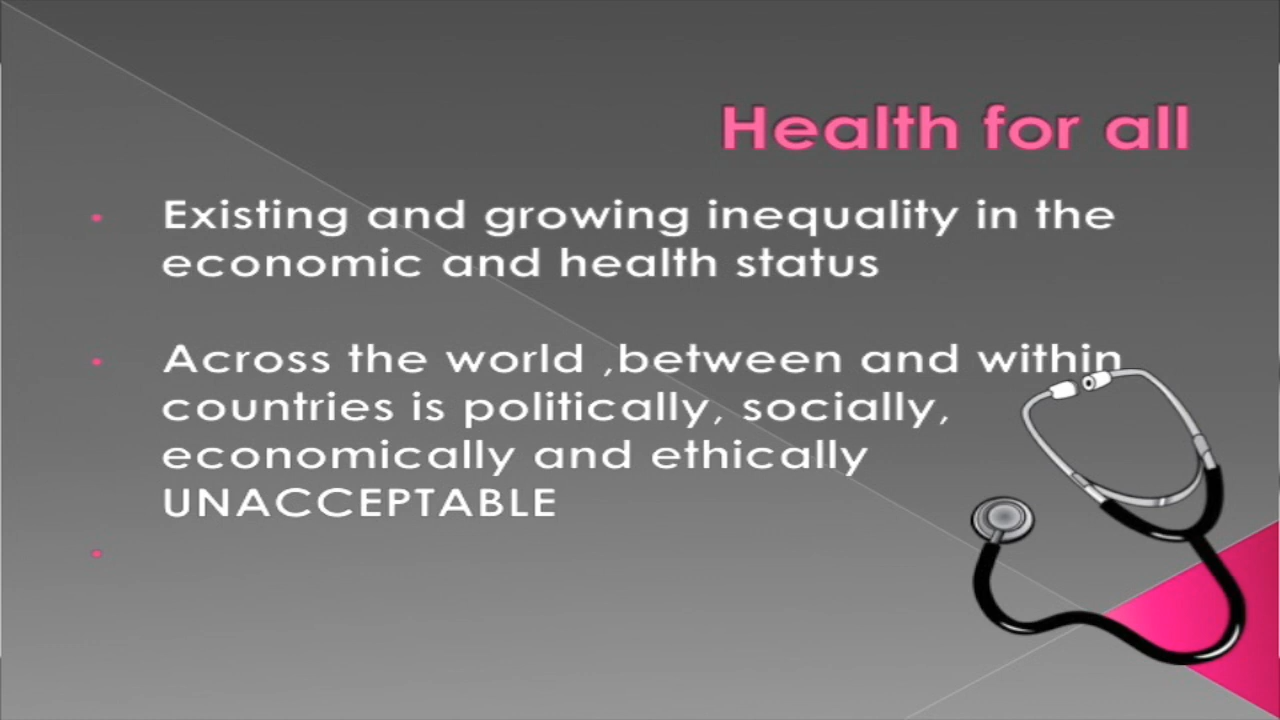 Health for all
Existing and growing inequality in the
economic and health status
Across the world ,between and within
countries is politically, socially,
economically and ethically
UNACCEPTABLE